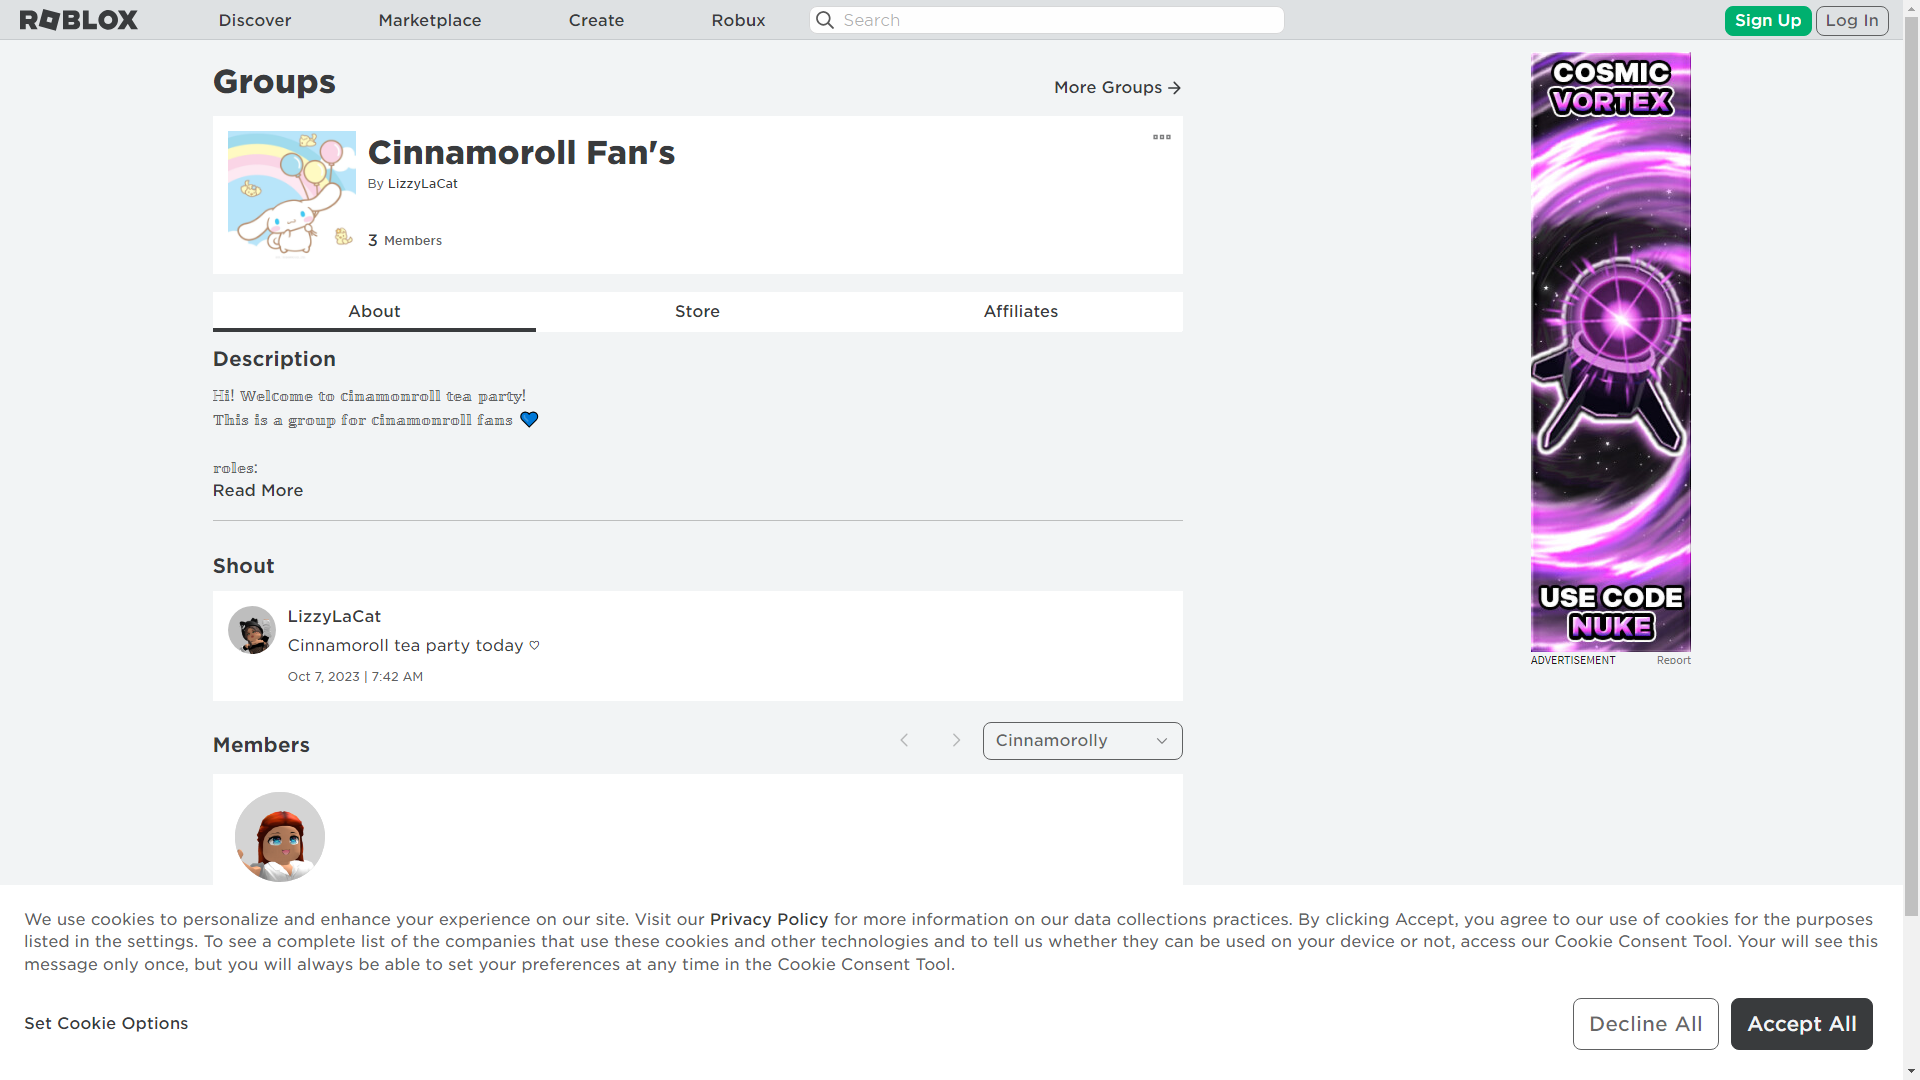 ROBLOX
Discover
Marketplace
Create
Robux
Search
Sign Up
Log In
Groups
More Groups
Cinnamoroll Fan's
By LizzyLaCat
3 Members
About
Store
Affiliates
Description
ℍi! 𝕎elcome to cinamonroll tea party!
This is a group for cinamonroll fans 💙
roles:
Read More
Shout
LizzyLaCat
Cinnamoroll tea party today ♡
Oct 7, 2023 | 7:42 AM
Members
Cinnamorolly
COSMIC
VORTEX
USE CODE
NUKE
ADVERTISEMENT
Report
We use cookies to personalize and enhance your experience on our site. Visit our Privacy Policy for more information on our data collections practices. By clicking Accept, you agree to our use of cookies for the purposes
listed in the settings. To see a complete list of the companies that use these cookies and other technologies and to tell us whether they can be used on your device or not, access our Cookie Consent Tool. Your will see this
message only once, but you will always be able to set your preferences at any time in the Cookie Consent Tool.
Set Cookie Options
Decline All
Accept All